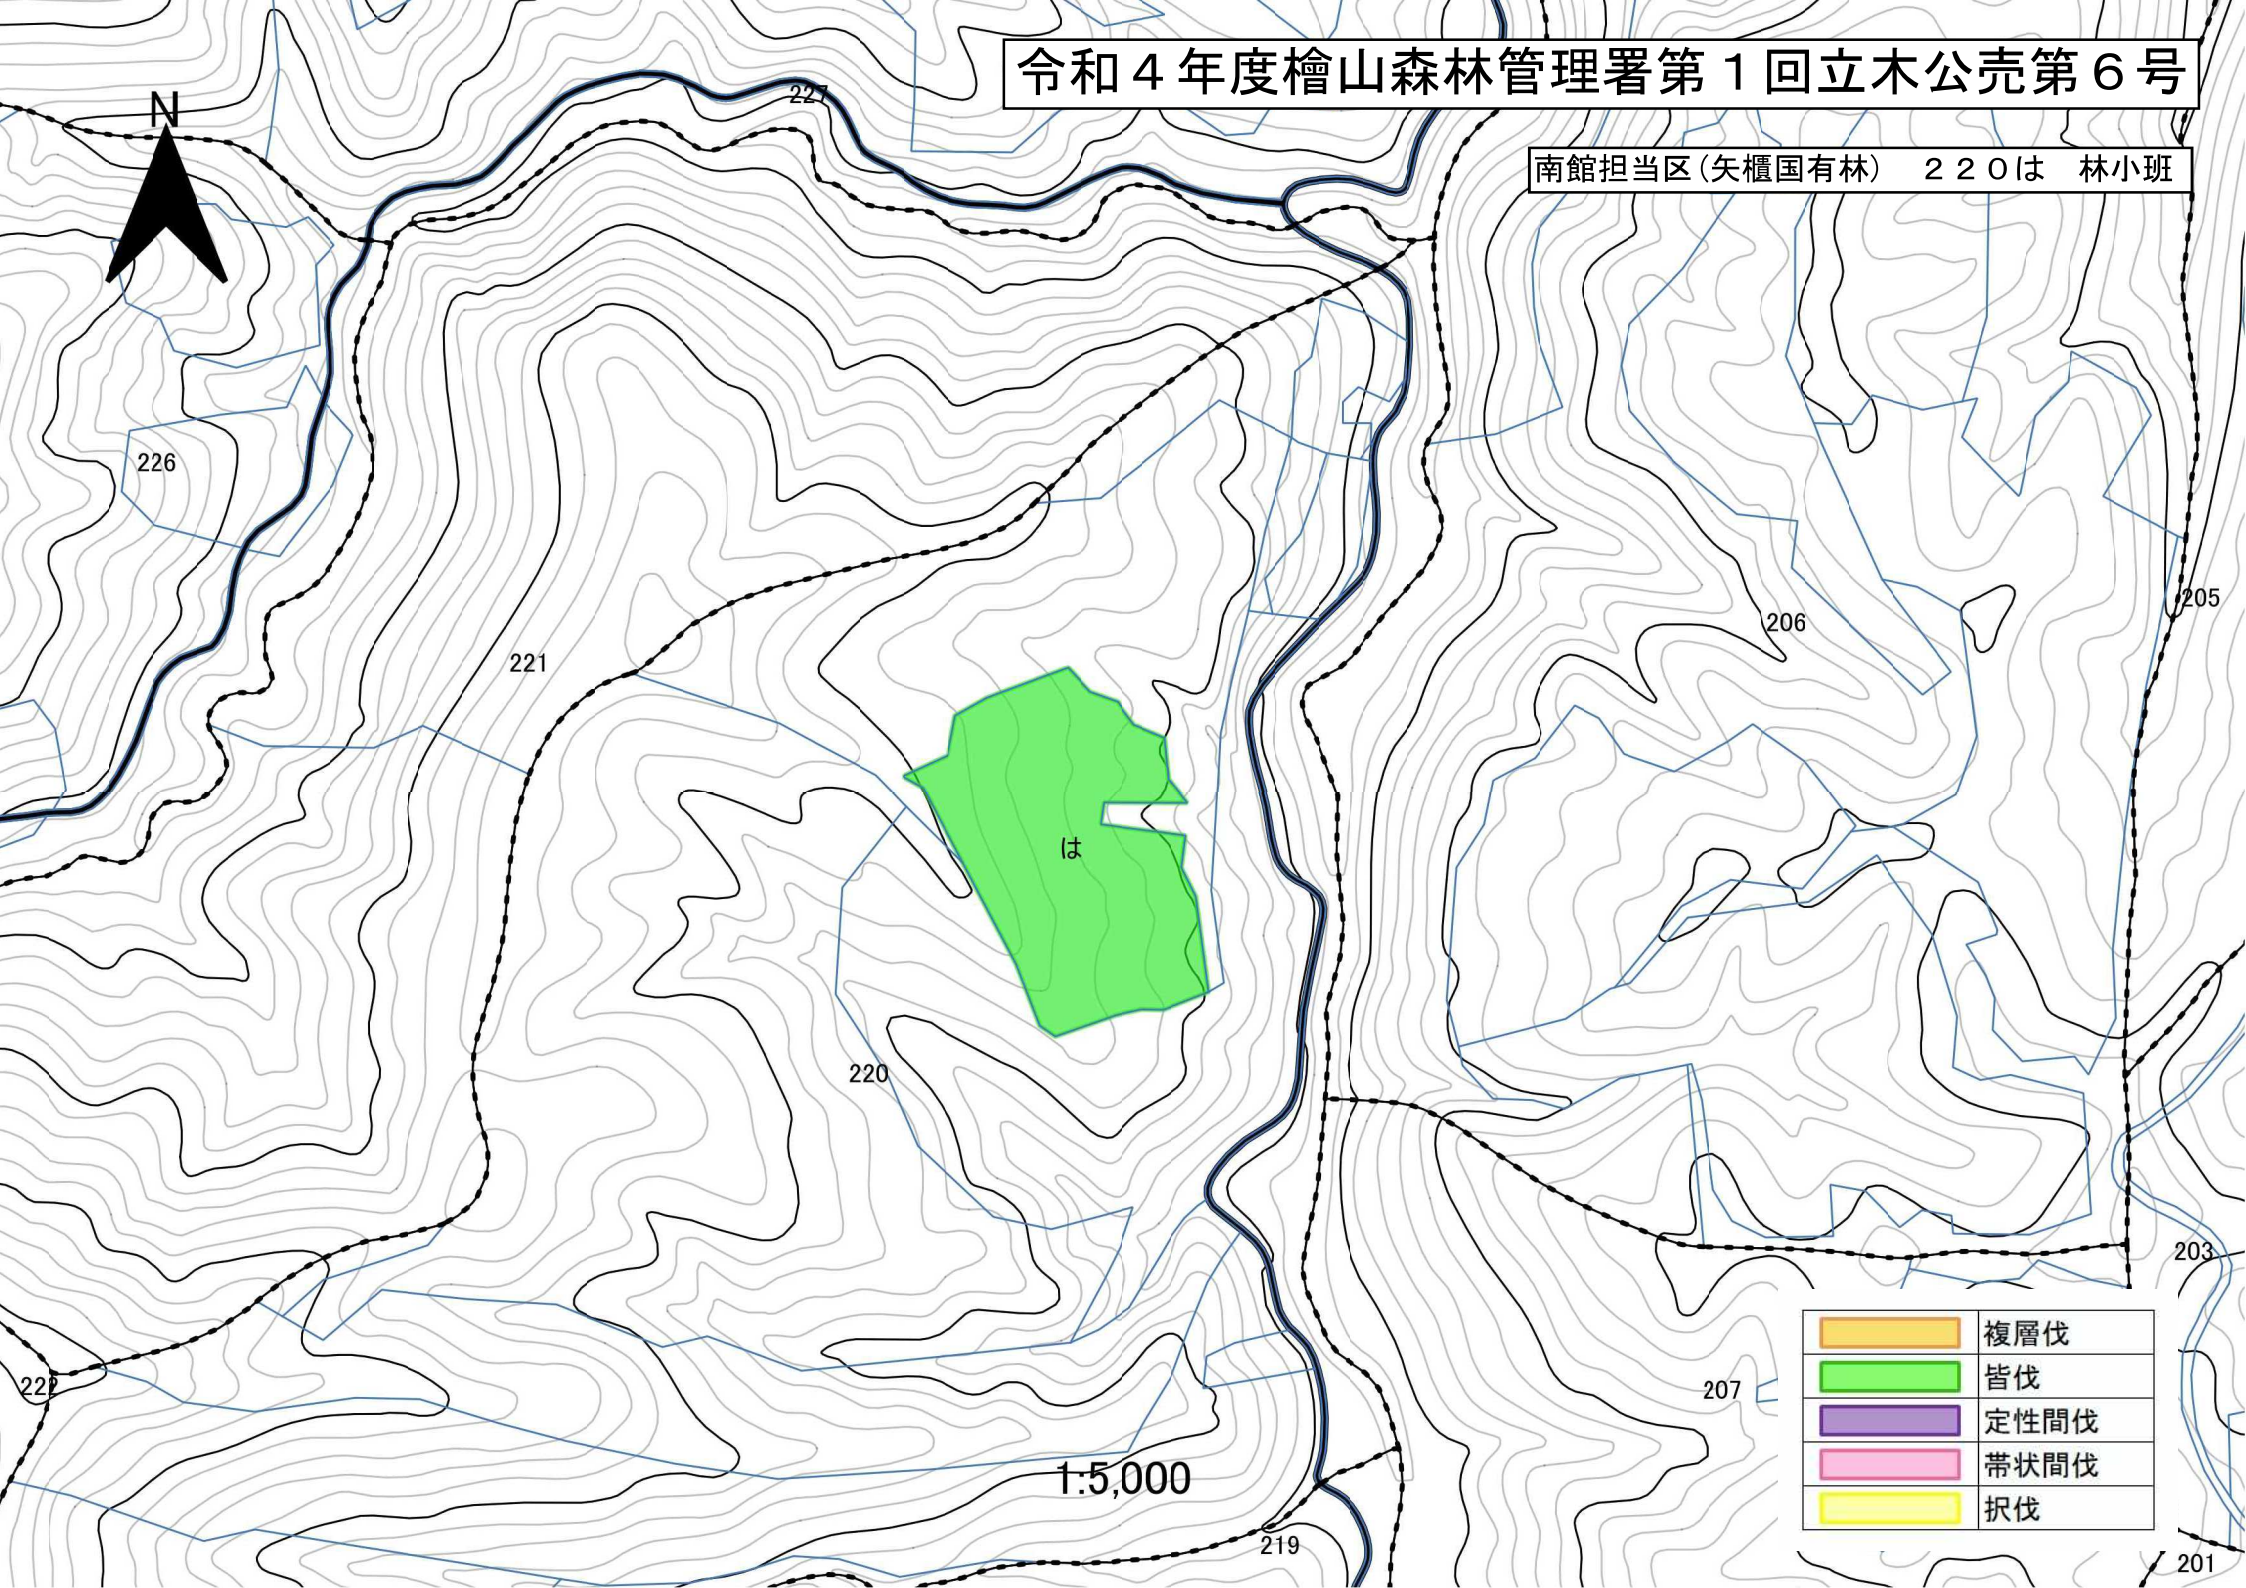 令和４年度檜山森林管理署第１回立木公売第６号
南館担当区(矢櫃国有林)　２２０は　林小班
N
227
226
221
206
205
は
220
203
222
207
1:5,000
219
201
複層伐
皆伐
定性間伐
帯状間伐
択伐